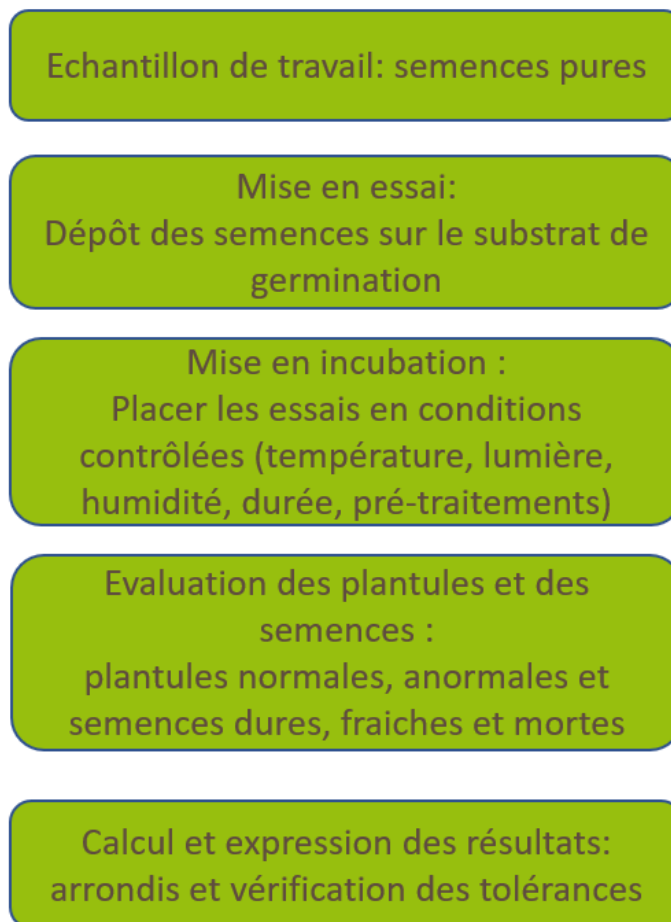 Echantillon de travail: semences pures
Mise en essai:
Dépôt des semences sur le substrat de
germination
Mise en incubation :
Placer les essais en conditions
contrôlées (température, lumière,
humidité, durée, pré-traitements)
Evaluation des plantules et des
semences :
plantules normales, anormales et
semences dures, fraiches et mortes
Calcul et expression des résultats:
arrondis et vérification des tolérances